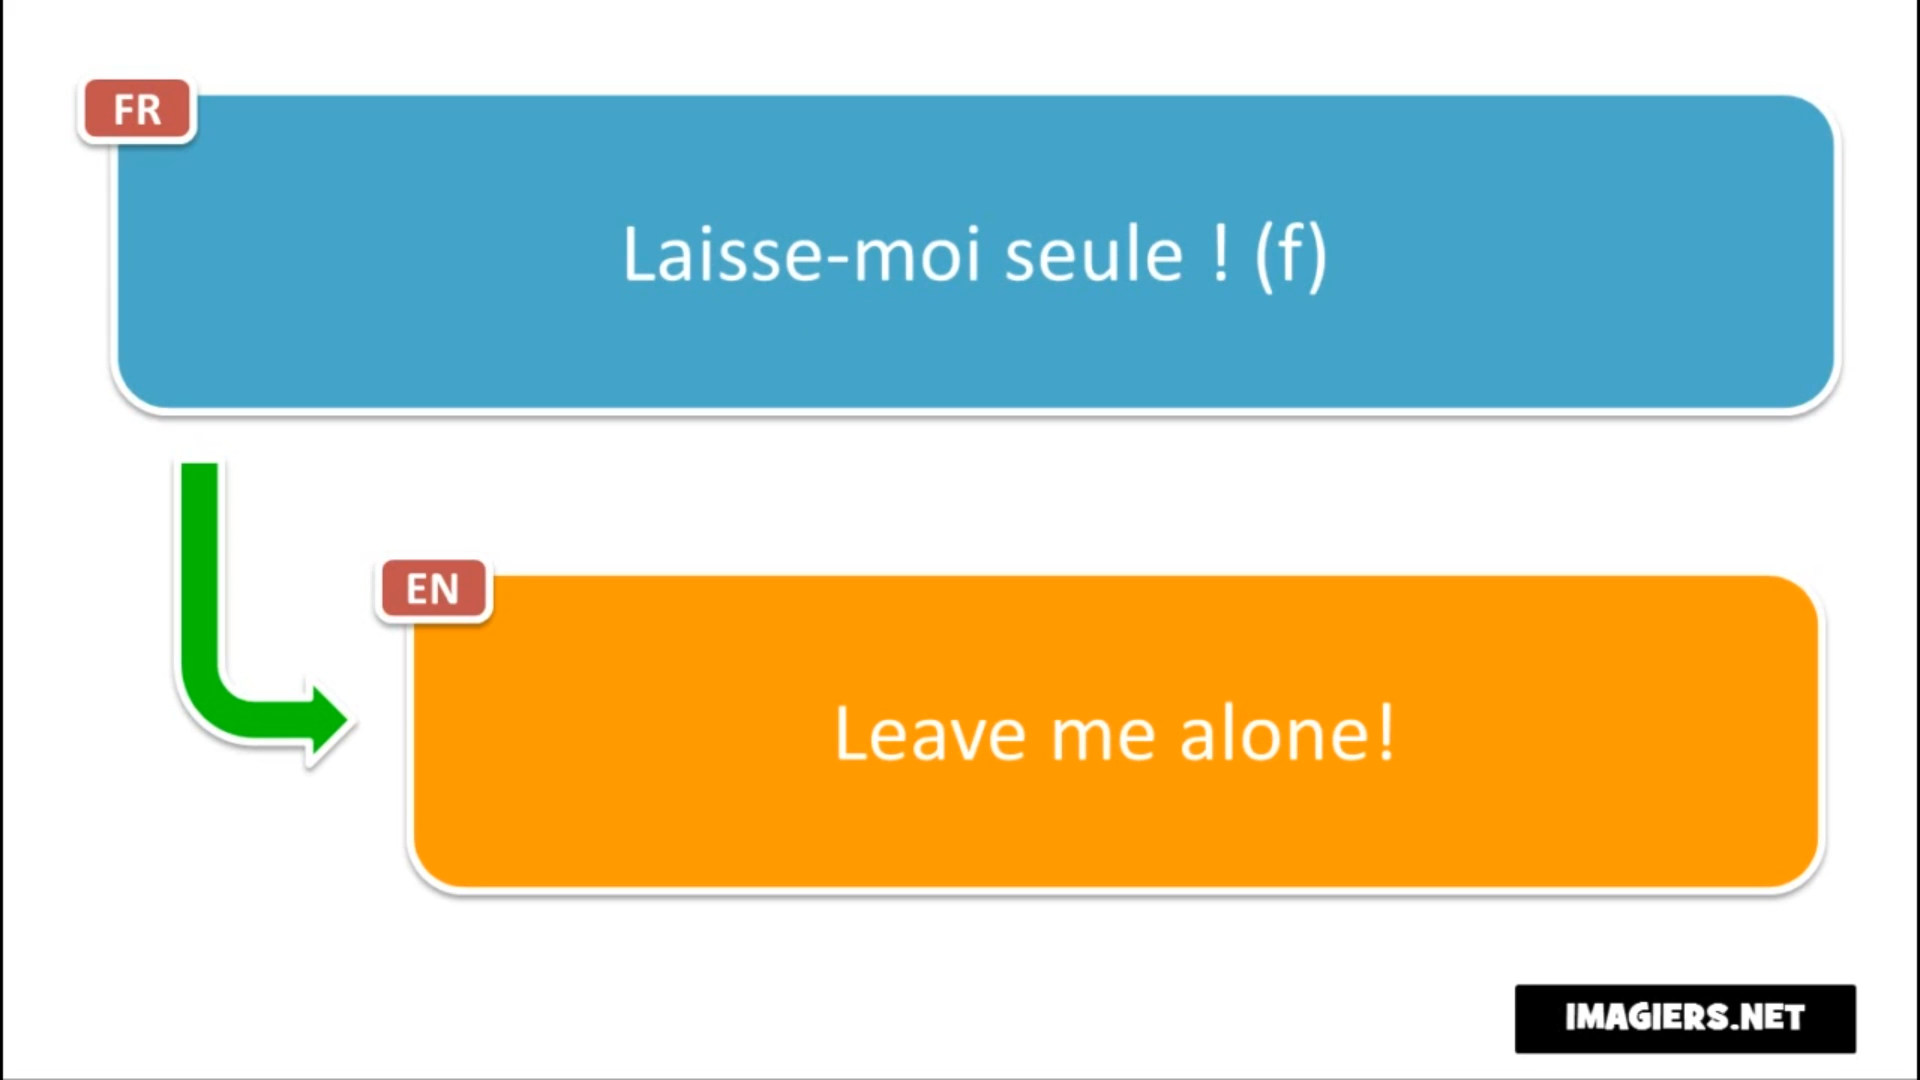 FR
Laisse-moi seule ! (f)
EN
Leave me alone!
IMAGIERS.NET